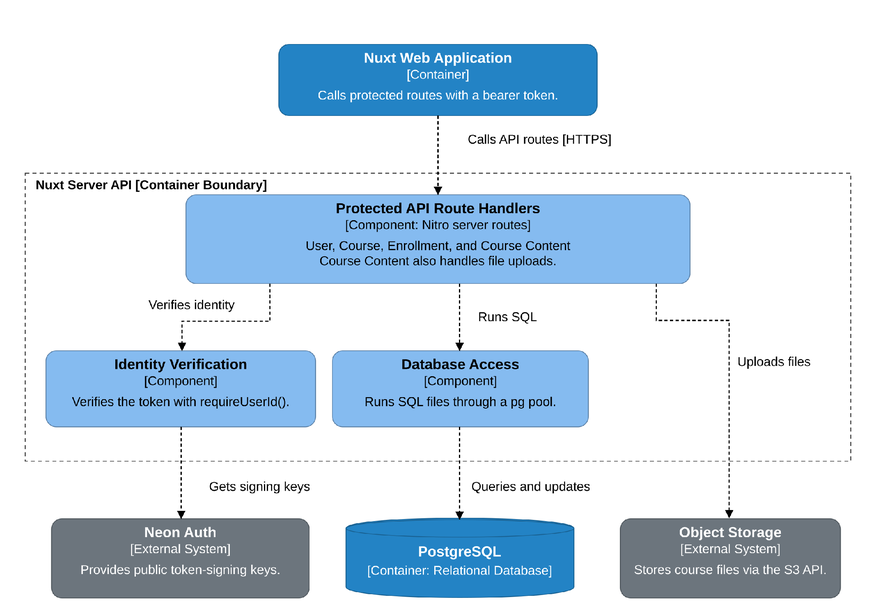 Nuxt Web Application
[Container]
Calls protected routes with a bearer token.
Calls API routes [HTTPS]
Nuxt Server API [Container Boundary]
Protected API Route Handlers
[Component: Nitro server routes]
User, Course, Enrollment, and Course Content
Course Content also handles file uploads.
Verifies identity
Runs SQL
Uploads files
Identity Verification
[Component]
Verifies the token with requireUserId().
Database Access
[Component]
Runs SQL files through a pg pool.
Gets signing keys
Queries and updates
Neon Auth
[External System]
Provides public token-signing keys.
PostgreSQL
[Container: Relational Database]
Object Storage
[External System]
Stores course files via the S3 API.